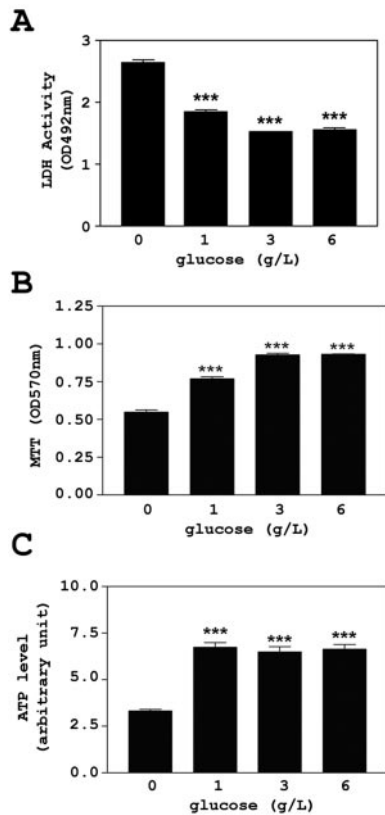 A
LDH Activity
(OD492nm)
3
2
1
0
***
***
***
0 1 3 6
glucose (g/L)
B
MTT (OD570nm)
1.25
1.00
0.75
0.50
0.25
0.00
***
***
***
0 1 3 6
glucose (g/L)
C
ATP level
(arbitrary unit)
10.0
7.5
5.0
2.5
0.0
***
***
***
0 1 3 6
glucose (g/L)